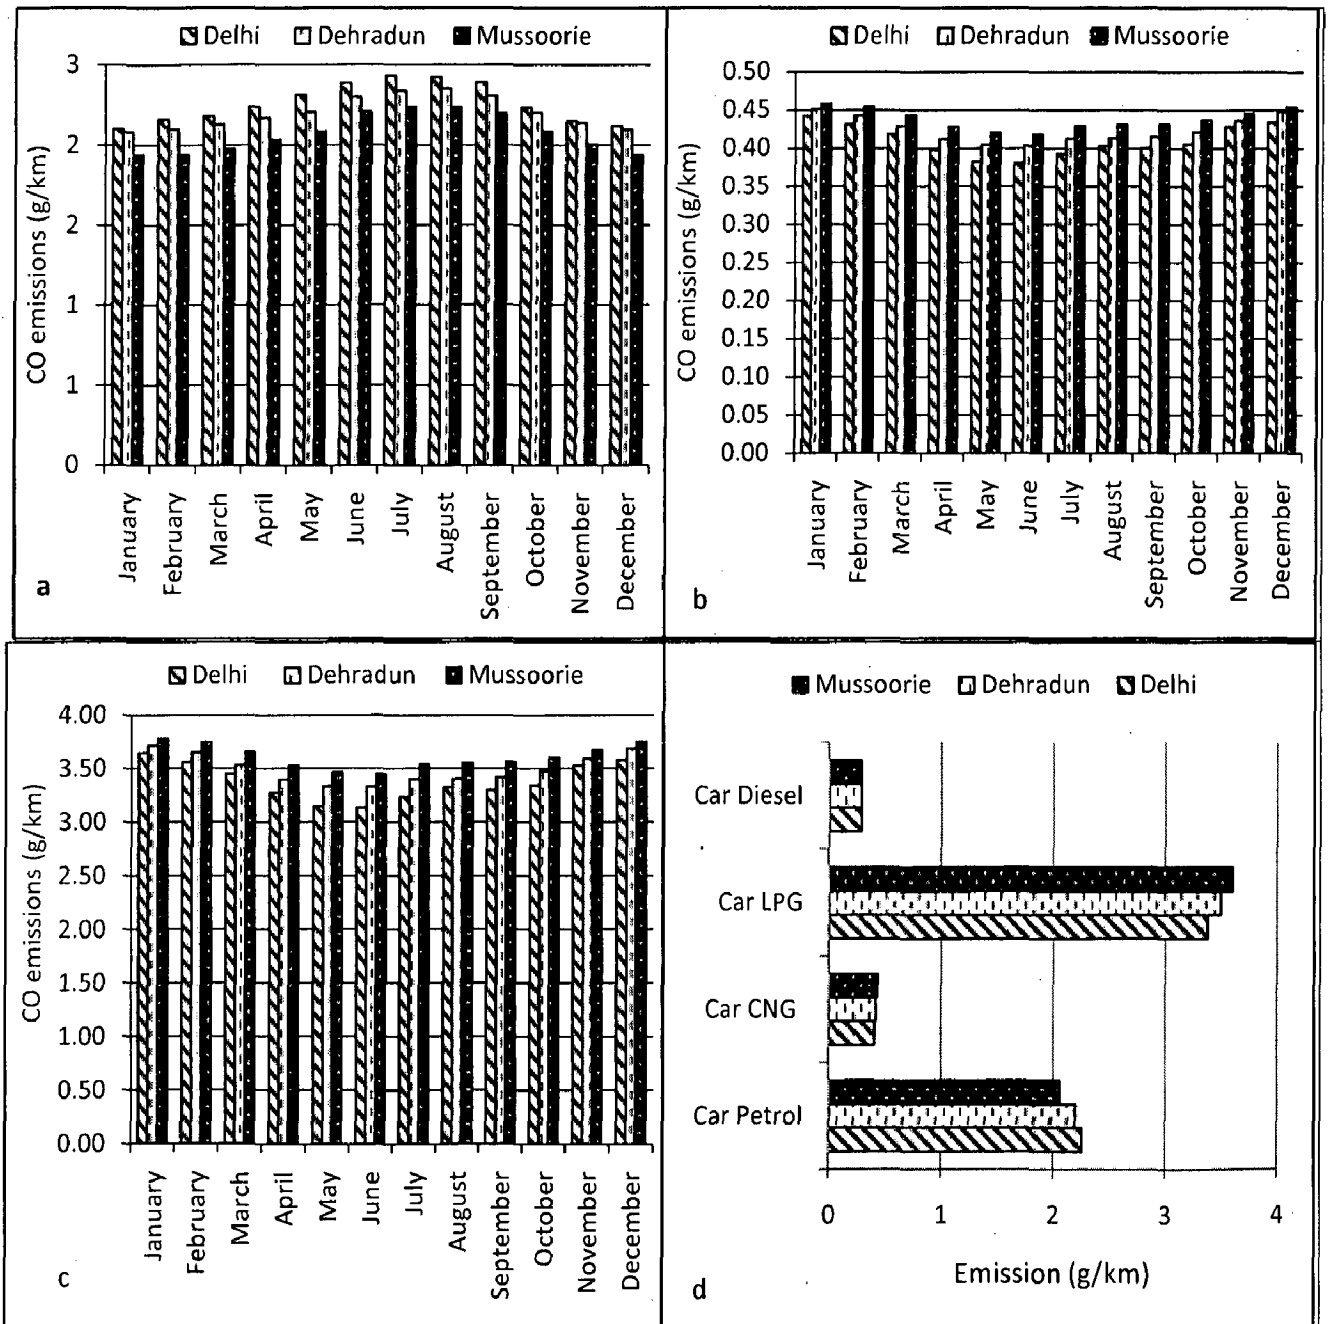 Delhi Dehradun Mussoorie
3
2
2
1
1
0
CO emissions (g/km)
January
February
March
April
May
June
July
August
September
October
November
December
a
Delhi Dehradun Mussoorie
0.50
0.45
0.40
0.35
0.30
0.25
0.20
0.15
0.10
0.05
0.00
CO emissions (g/km)
January
February
March
April
May
June
July
August
September
October
November
December
b
Delhi Dehradun Mussoorie
4.00
3.50
3.00
2.50
2.00
1.50
1.00
0.50
0.00
CO emissions (g/km)
January
February
March
April
May
June
July
August
September
October
November
December
c
Mussoorie Dehradun Delhi
Car Diesel
Car LPG
Car CNG
Car Petrol
0 1 2 3 4
Emission (g/km)
d